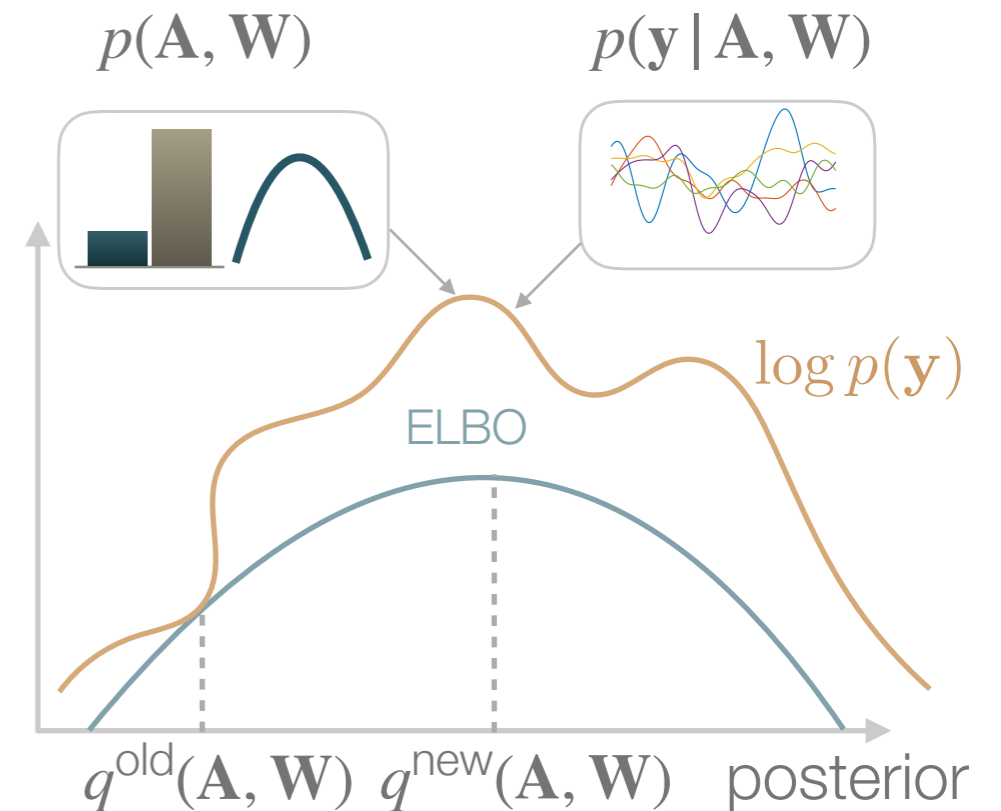 p(A, W)
p(y | A, W)
log p(y)
ELBO
q^old(A, W)
q^new(A, W)
posterior